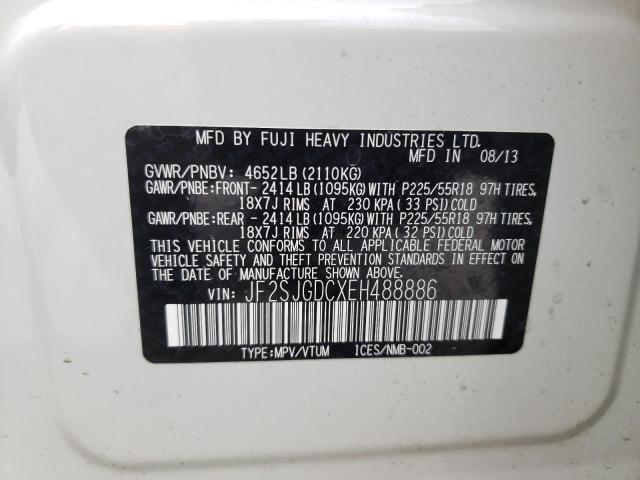 MFD BY FUJI HEAVY INDUSTRIES LTD.
MFD IN 08/13
GVWR/PNBV: 4652LB (2110KG)
GAWR/PNBE:FRONT- 2414 LB (1095KG) WITH P225/55R18 97H TIRES,
18X7J RIMS AT 230 KPA ( 33 PSI) COLD
GAWR/PNBE:REAR - 2414 LB (1095KG) WITH P225/55R18 97H TIRES,
18X7J RIMS AT 220 KPA ( 32 PSI) COLD
THIS VEHICLE CONFORMS TO ALL APPLICABLE FEDERAL MOTOR
VEHICLE SAFETY AND THEFT PREVENTION STANDARDS IN EFFECT
ON THE DATE OF MANUFACTURE SHOWN ABOVE.
VIN: JF2SJGDCXEH488886
TYPE:MPV/VTUM ICES/NMB-002